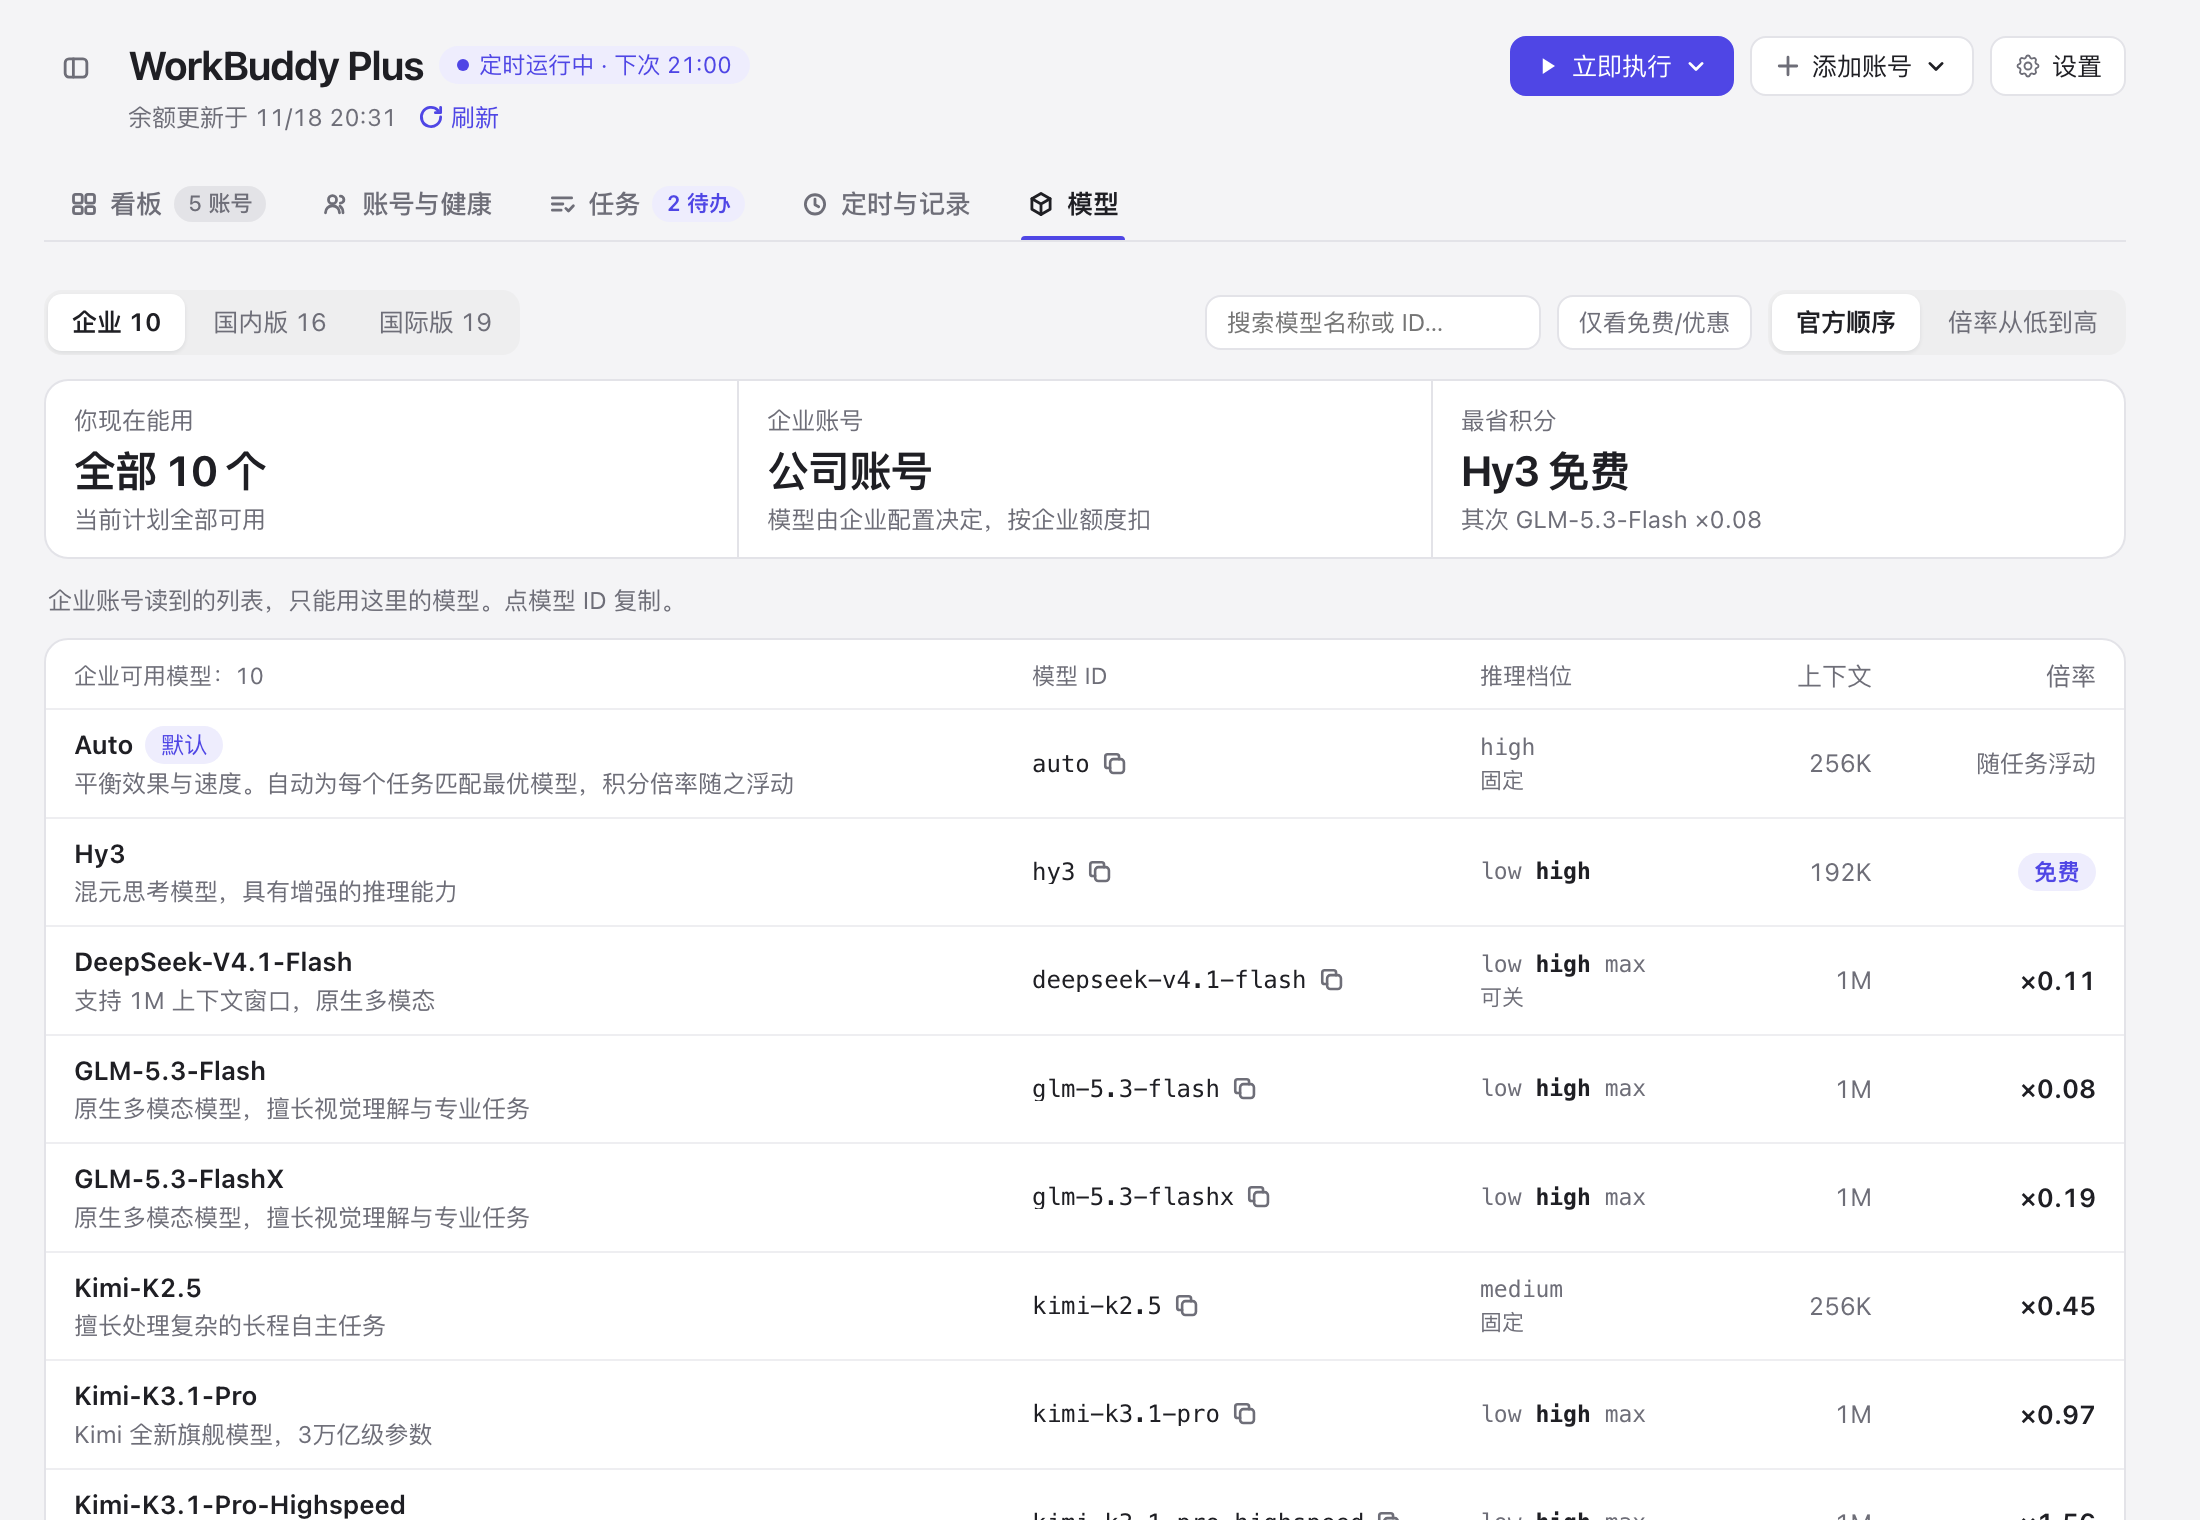 WorkBuddy Plus 定时运行中 · 下次 21:00 立即执行 添加账号 设置
余额更新于 11/18 20:31 刷新
看板 5 账号 账号与健康 任务 2 待办 定时与记录 模型
企业 10 国内版 16 国际版 19 搜索模型名称或 ID... 仅看免费/优惠 官方顺序 倍率从低到高
你现在能用
全部 10 个
当前计划全部可用
企业账号
公司账号
模型由企业配置决定，按企业额度扣
最省积分
Hy3 免费
其次 GLM-5.3-Flash ×0.08
企业账号读到的列表，只能用这里的模型。点模型 ID 复制。
企业可用模型：10 模型 ID 推理档位 上下文 倍率
Auto 默认
平衡效果与速度。自动为每个任务匹配最优模型，积分倍率随之浮动
auto
high
固定
256K
随任务浮动
Hy3
混元思考模型，具有增强的推理能力
hy3
low high
192K
免费
DeepSeek-V4.1-Flash
支持 1M 上下文窗口，原生多模态
deepseek-v4.1-flash
low high max
可关
1M
×0.11
GLM-5.3-Flash
原生多模态模型，擅长视觉理解与专业任务
glm-5.3-flash
low high max
1M
×0.08
GLM-5.3-FlashX
原生多模态模型，擅长视觉理解与专业任务
glm-5.3-flashx
low high max
1M
×0.19
Kimi-K2.5
擅长处理复杂的长程自主任务
kimi-k2.5
medium
固定
256K
×0.45
Kimi-K3.1-Pro
Kimi 全新旗舰模型，3万亿级参数
kimi-k3.1-pro
low high max
1M
×0.97
Kimi-K3.1-Pro-Highspeed
kimi-k3.1-pro-highspeed
low high max
1M